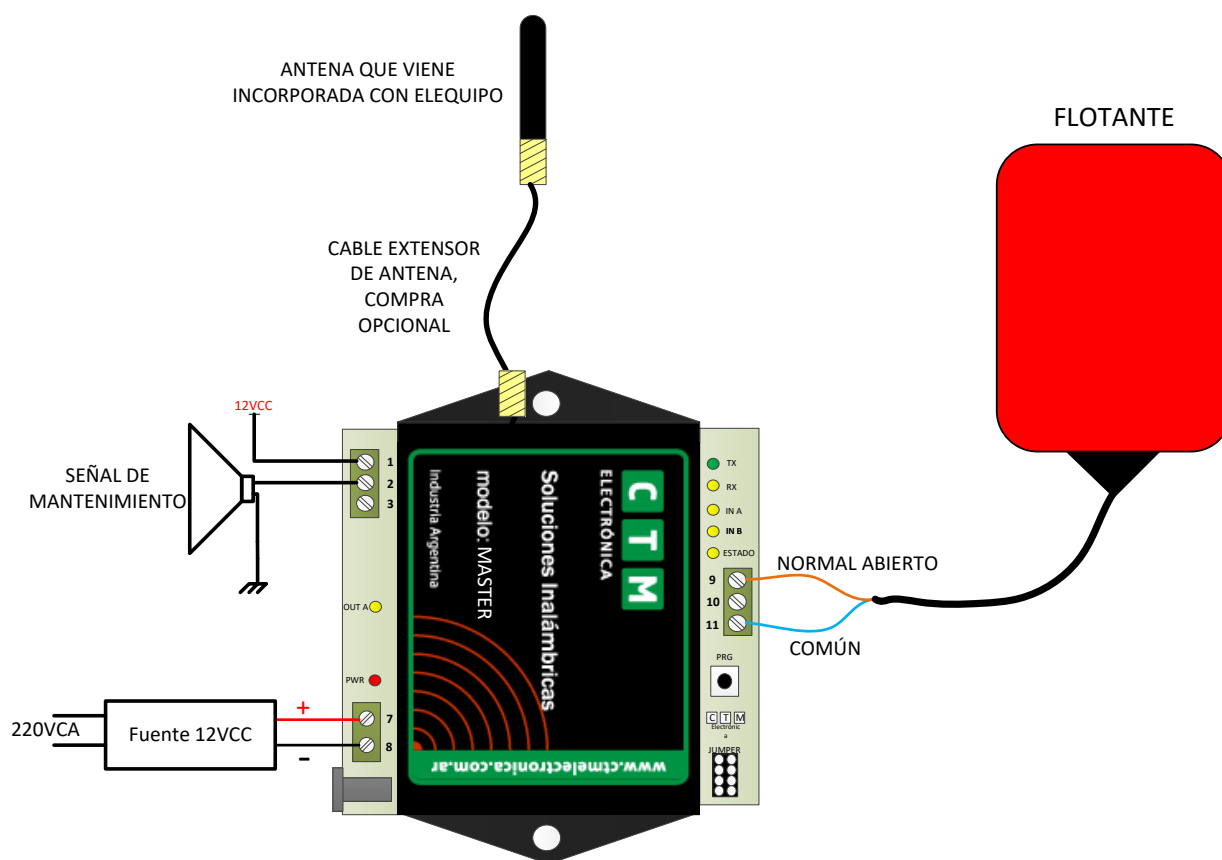 ANTENA QUE VIENE
INCORPORADA CON ELEQUIPO
FLOTANTE
CABLE EXTENSOR
DE ANTENA,
COMPRA
OPCIONAL
12VCC
SEÑAL DE
MANTENIMIENTO
1
2
3
OUT A
PWR
220VCA
Fuente 12VCC
+
-
7
8
CTM
ELECTRÓNICA
Soluciones Inalámbricas
modelo: MASTER
Industria Argentina
www.ctmelectronica.com.ar
TX
RX
IN A
IN B
ESTADO
9
10
11
NORMAL ABIERTO
COMÚN
PRG
C T M
Electrónic
a
JUMPER